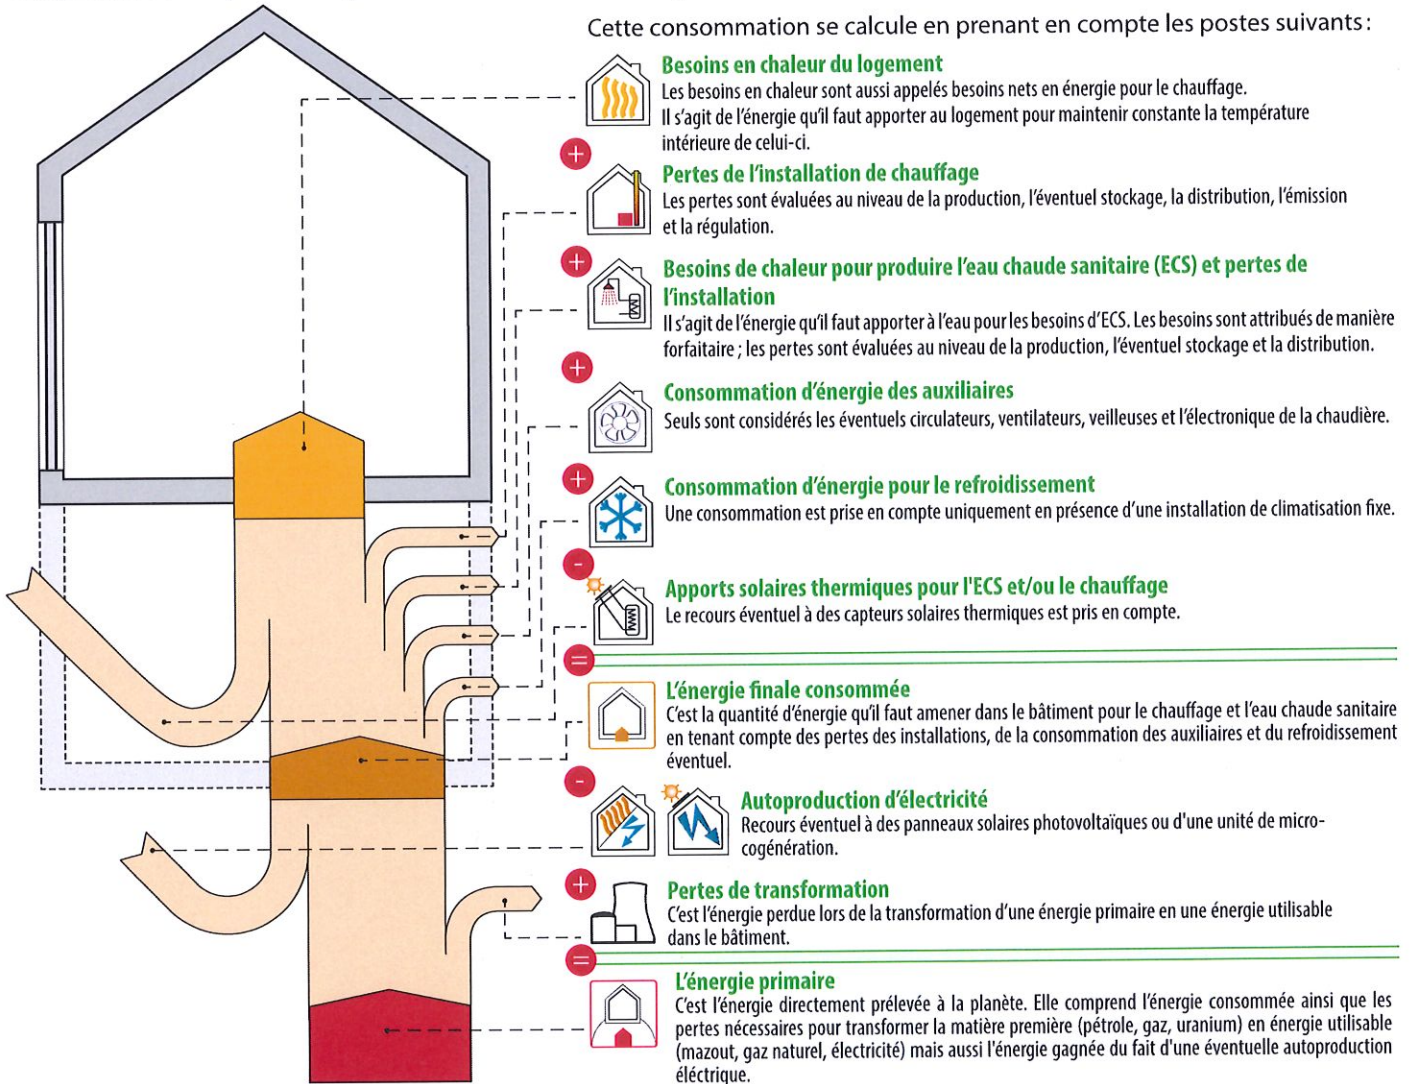 Cette consommation se calcule en prenant en compte les postes suivants :
Besoins en chaleur du logement
Les besoins en chaleur sont aussi appelés besoins nets en énergie pour le chauffage.
Il s'agit de l'énergie qu'il faut apporter au logement pour maintenir constante la température
intérieure de celui-ci.
+
Pertes de l'installation de chauffage
Les pertes sont évaluées au niveau de la production, l'éventuel stockage, la distribution, l'émission
et la régulation.
+
Besoins de chaleur pour produire l'eau chaude sanitaire (ECS) et pertes de
l'installation
Il s'agit de l'énergie qu'il faut apporter à l'eau pour les besoins d'ECS. Les besoins sont attribués de manière
forfaitaire ; les pertes sont évaluées au niveau de la production, l'éventuel stockage et la distribution.
+
Consommation d'énergie des auxiliaires
Seuls sont considérés les éventuels circulateurs, ventilateurs, veilleuses et l'électronique de la chaudière.
+
Consommation d'énergie pour le refroidissement
Une consommation est prise en compte uniquement en présence d'une installation de climatisation fixe.
-
Apports solaires thermiques pour l'ECS et/ou le chauffage
Le recours éventuel à des capteurs solaires thermiques est pris en compte.
=
L'énergie finale consommée
C'est la quantité d'énergie qu'il faut amener dans le bâtiment pour le chauffage et l'eau chaude sanitaire
en tenant compte des pertes des installations, de la consommation des auxiliaires et du refroidissement
éventuel.
-
Autoproduction d'électricité
Recours éventuel à des panneaux solaires photovoltaïques ou d'une unité de micro-
cogénération.
+
Pertes de transformation
C'est l'énergie perdue lors de la transformation d'une énergie primaire en une énergie utilisable
dans le bâtiment.
=
L'énergie primaire
C'est l'énergie directement prélevée à la planète. Elle comprend l'énergie consommée ainsi que les
pertes nécessaires pour transformer la matière première (pétrole, gaz, uranium) en énergie utilisable
(mazout, gaz naturel, électricité) mais aussi l'énergie gagnée du fait d'une éventuelle autoproduction
éléctrique.